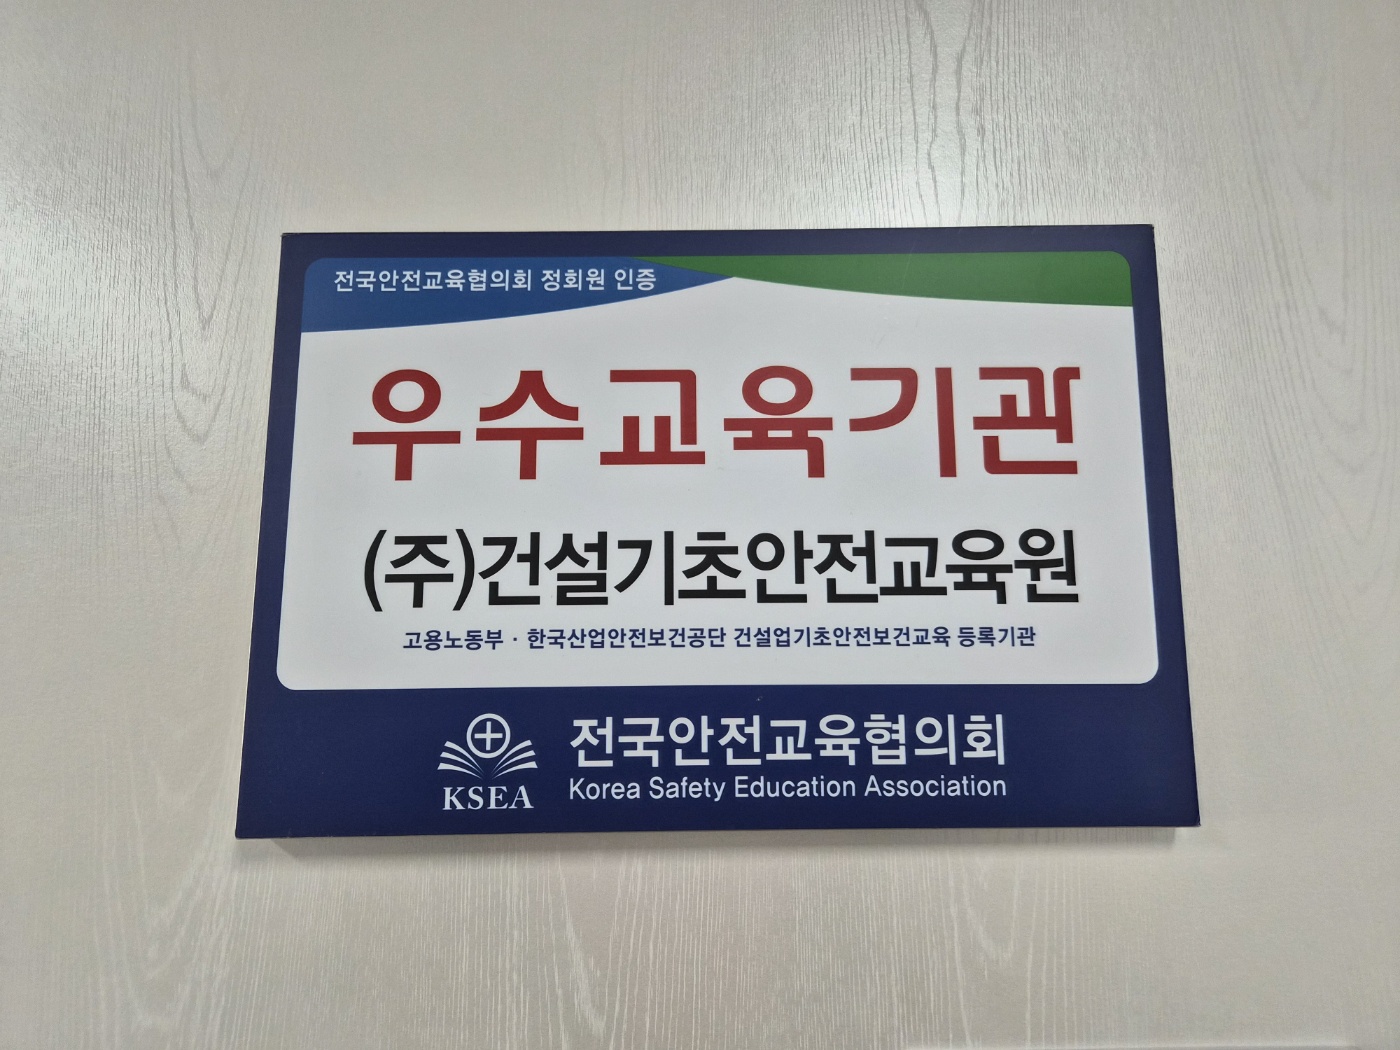 전국안전교육협의회 정회원 인증
우수교육기관
(주)건설기초안전교육원
고용노동부 · 한국산업안전보건공단 건설업기초안전보건교육 등록기관
전국안전교육협의회
KSEA Korea Safety Education Association